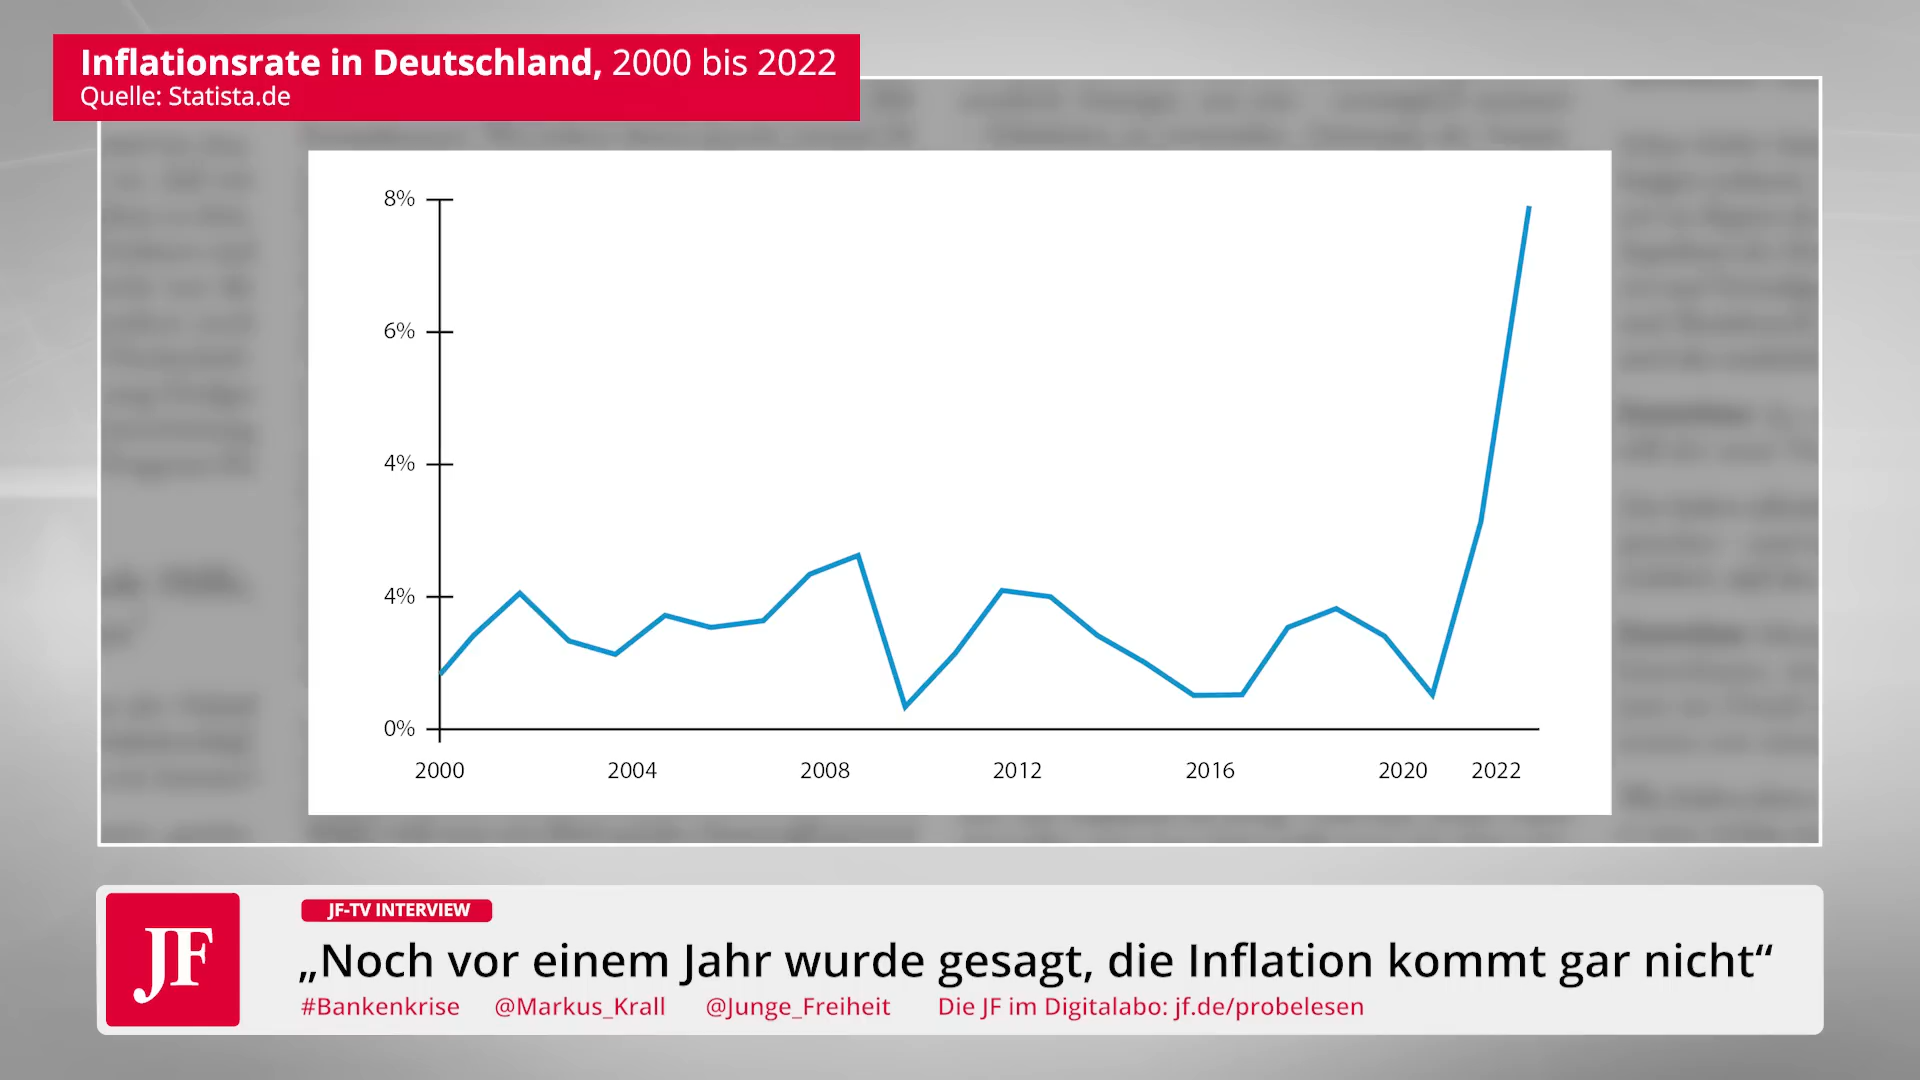 Inflationsrate in Deutschland, 2000 bis 2022
Quelle: Statista.de
8%
6%
4%
4%
0%
2000 2004 2008 2012 2016 2020 2022
JF
JF-TV INTERVIEW
„Noch vor einem Jahr wurde gesagt, die Inflation kommt gar nicht“
#Bankenkrise @Markus_Krall @Junge_Freiheit Die JF im Digitalabo: jf.de/probelesen